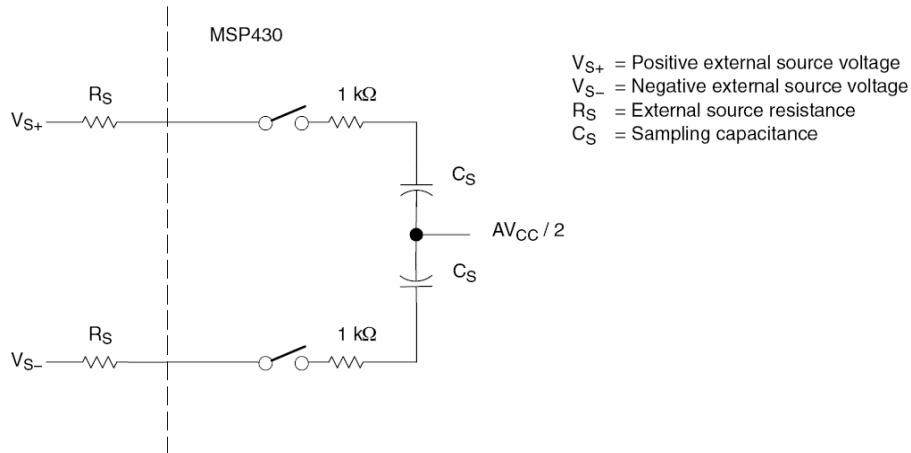 MSP430
V_S+ = Positive external source voltage
V_S− = Negative external source voltage
R_S = External source resistance
C_S = Sampling capacitance
R_S
1 kΩ
V_S+
C_S
AV_CC / 2
C_S
R_S
1 kΩ
V_S−